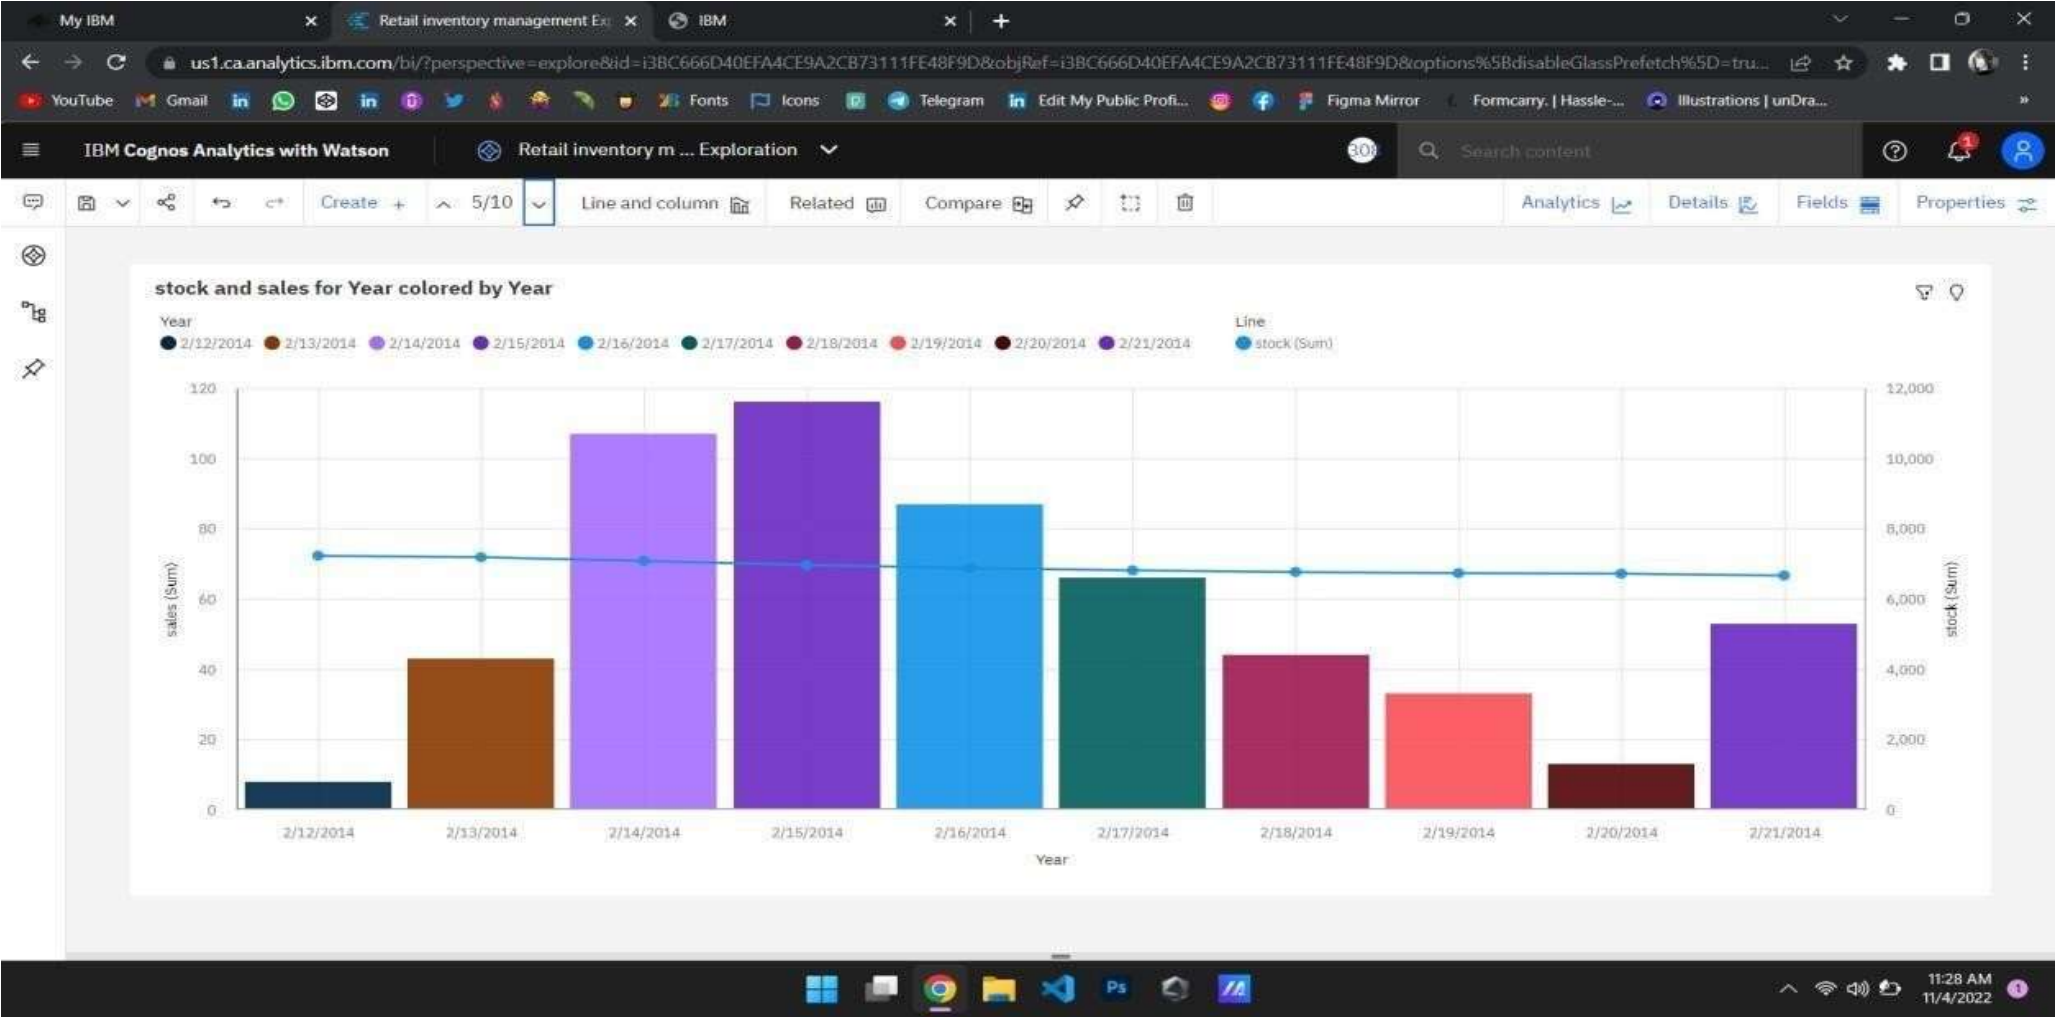 My IBM
Retail inventory management Ex
IBM
us1.ca.analytics.ibm.com/bi/?perspective=explore&id=i3BC666D40EFA4CE9A2CB73111FE48F9D&objRef=i3BC666D40EFA4CE9A2CB73111FE48F9D&options%5BdisableGlassPrefetch%5D=tru...
YouTube Gmail Fonts Icons Telegram Edit My Public Profi... Figma Mirror Formcarry. | Hassle-... Illustrations | unDra...
IBM Cognos Analytics with Watson
Retail inventory m ... Exploration
Search content
1
Create + 5/10 Line and column Related Compare Analytics Details Fields Properties
stock and sales for Year colored by Year
Year
2/12/2014 2/13/2014 2/14/2014 2/15/2014 2/16/2014 2/17/2014 2/18/2014 2/19/2014 2/20/2014 2/21/2014
Line
stock (Sum)
120 12,000
100 10,000
80 8,000
60 6,000
40 4,000
20 2,000
0 0
sales (Sum)
stock (Sum)
2/12/2014 2/13/2014 2/14/2014 2/15/2014 2/16/2014 2/17/2014 2/18/2014 2/19/2014 2/20/2014 2/21/2014
Year
Ps
11:28 AM
11/4/2022
1